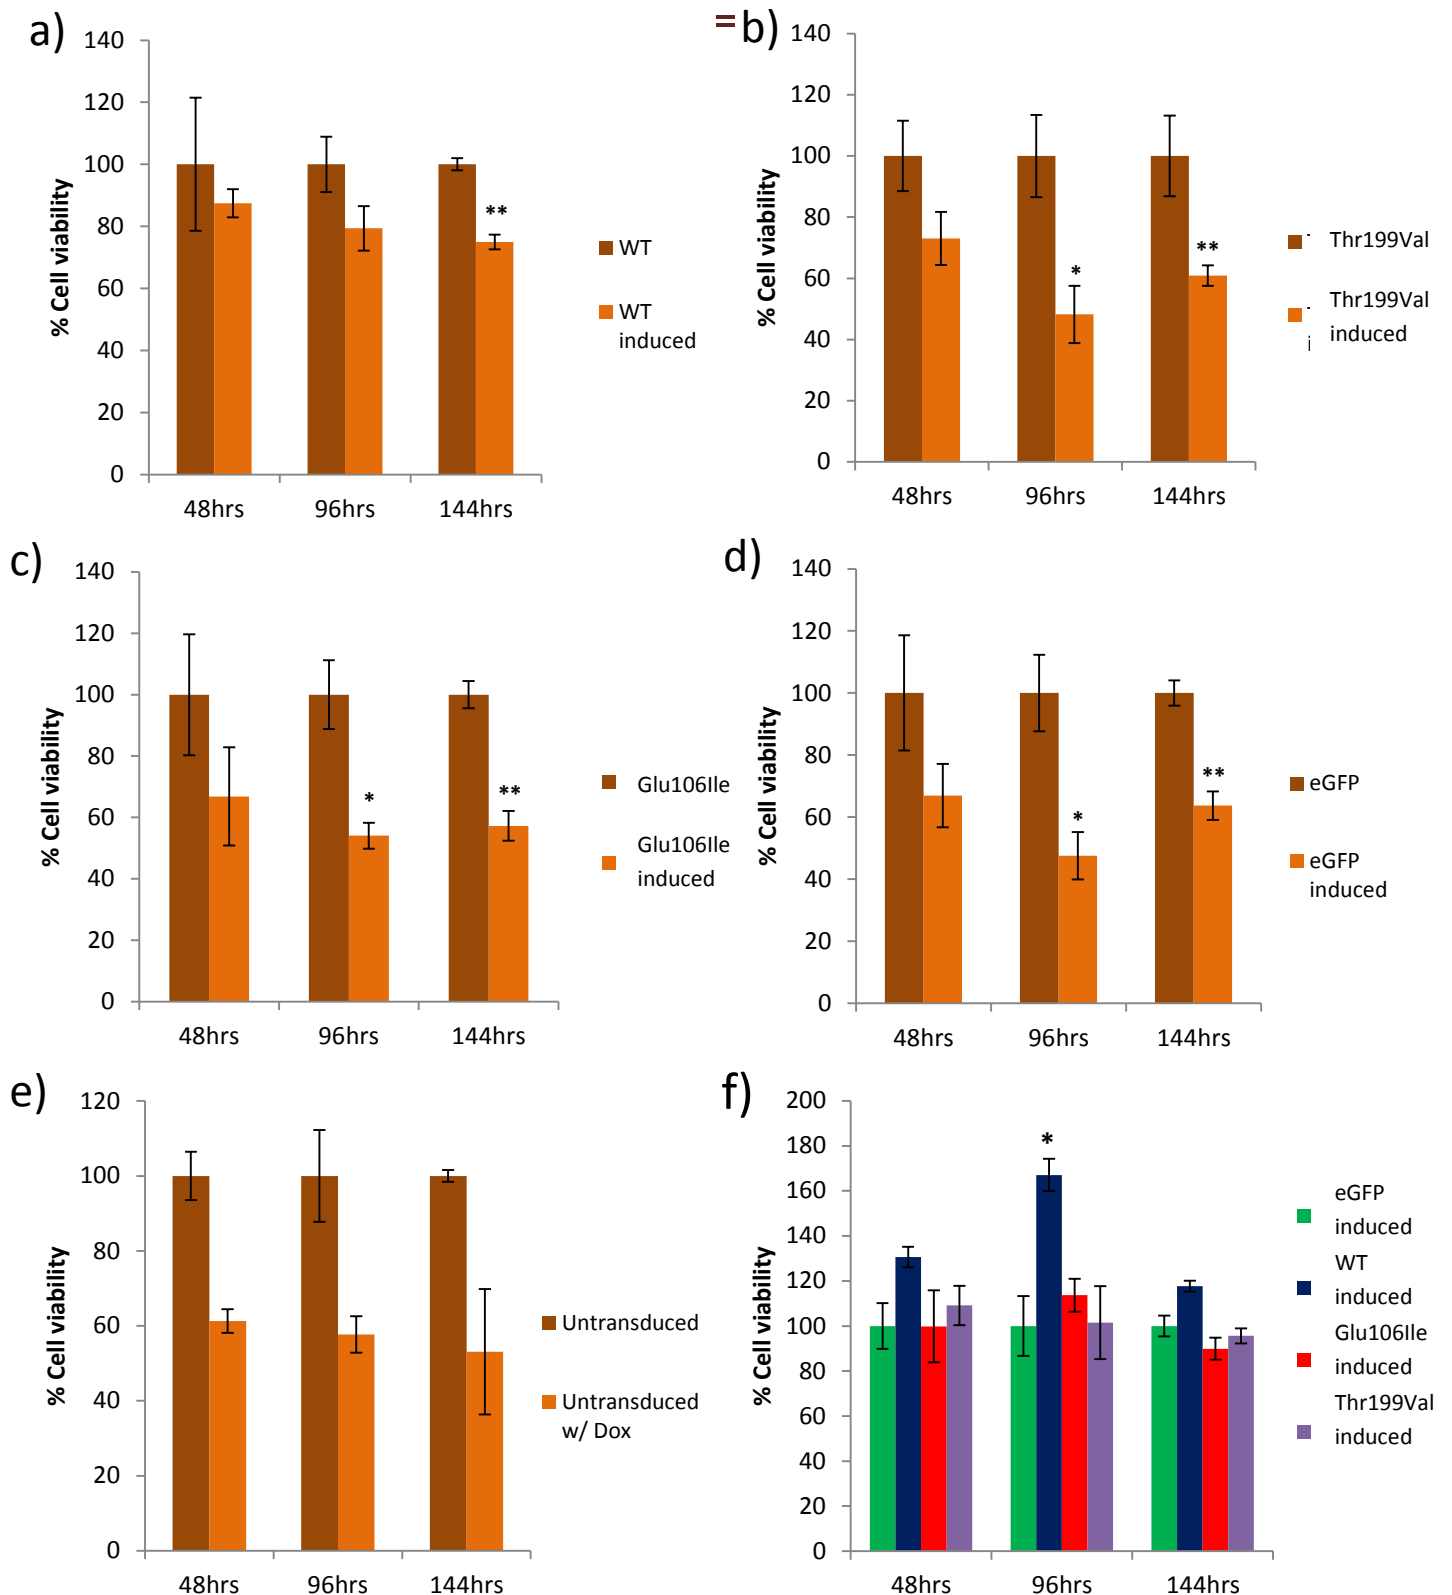 a)
140
120
100
80
60
40
20
0
% Cell viability
**
48hrs 96hrs 144hrs
WT
WT
induced
=b)
140
120
100
80
60
40
20
0
% Cell viability
*
**
48hrs 96hrs 144hrs
Thr199Val
Thr199Val
induced
c)
140
120
100
80
60
40
20
0
% Cell viability
*
**
48hrs 96hrs 144hrs
Glu106Ile
Glu106Ile
induced
d)
140
120
100
80
60
40
20
0
% Cell viability
*
**
48hrs 96hrs 144hrs
eGFP
eGFP
induced
e)
120
100
80
60
40
20
0
% Cell viability
48hrs 96hrs 144hrs
Untransduced
Untransduced
w/ Dox
f)
200
180
160
140
120
100
80
60
40
20
0
% Cell viability
*
48hrs 96hrs 144hrs
eGFP
induced
WT
induced
Glu106Ile
induced
Thr199Val
induced